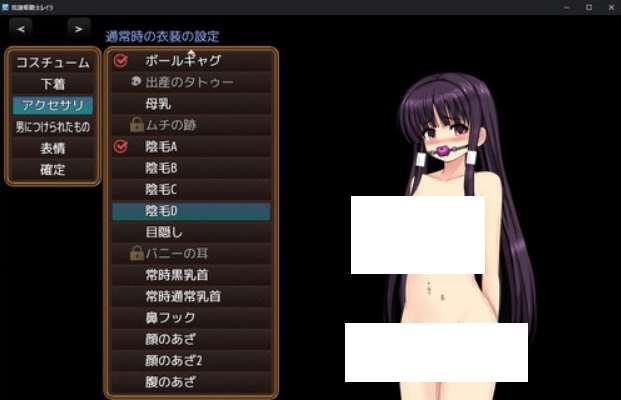 < >
通常時の衣装の設定
コスチューム
下着
アクセサリ
男につけられたもの
表情
確定
ボールギャグ
出産のタトゥー
母乳
ムチの跡
陰毛A
陰毛B
陰毛C
陰毛D
目隠し
バニーの耳
常時黒乳首
常時通常乳首
鼻フック
顔のあざ
顔のあざ2
腹のあざ